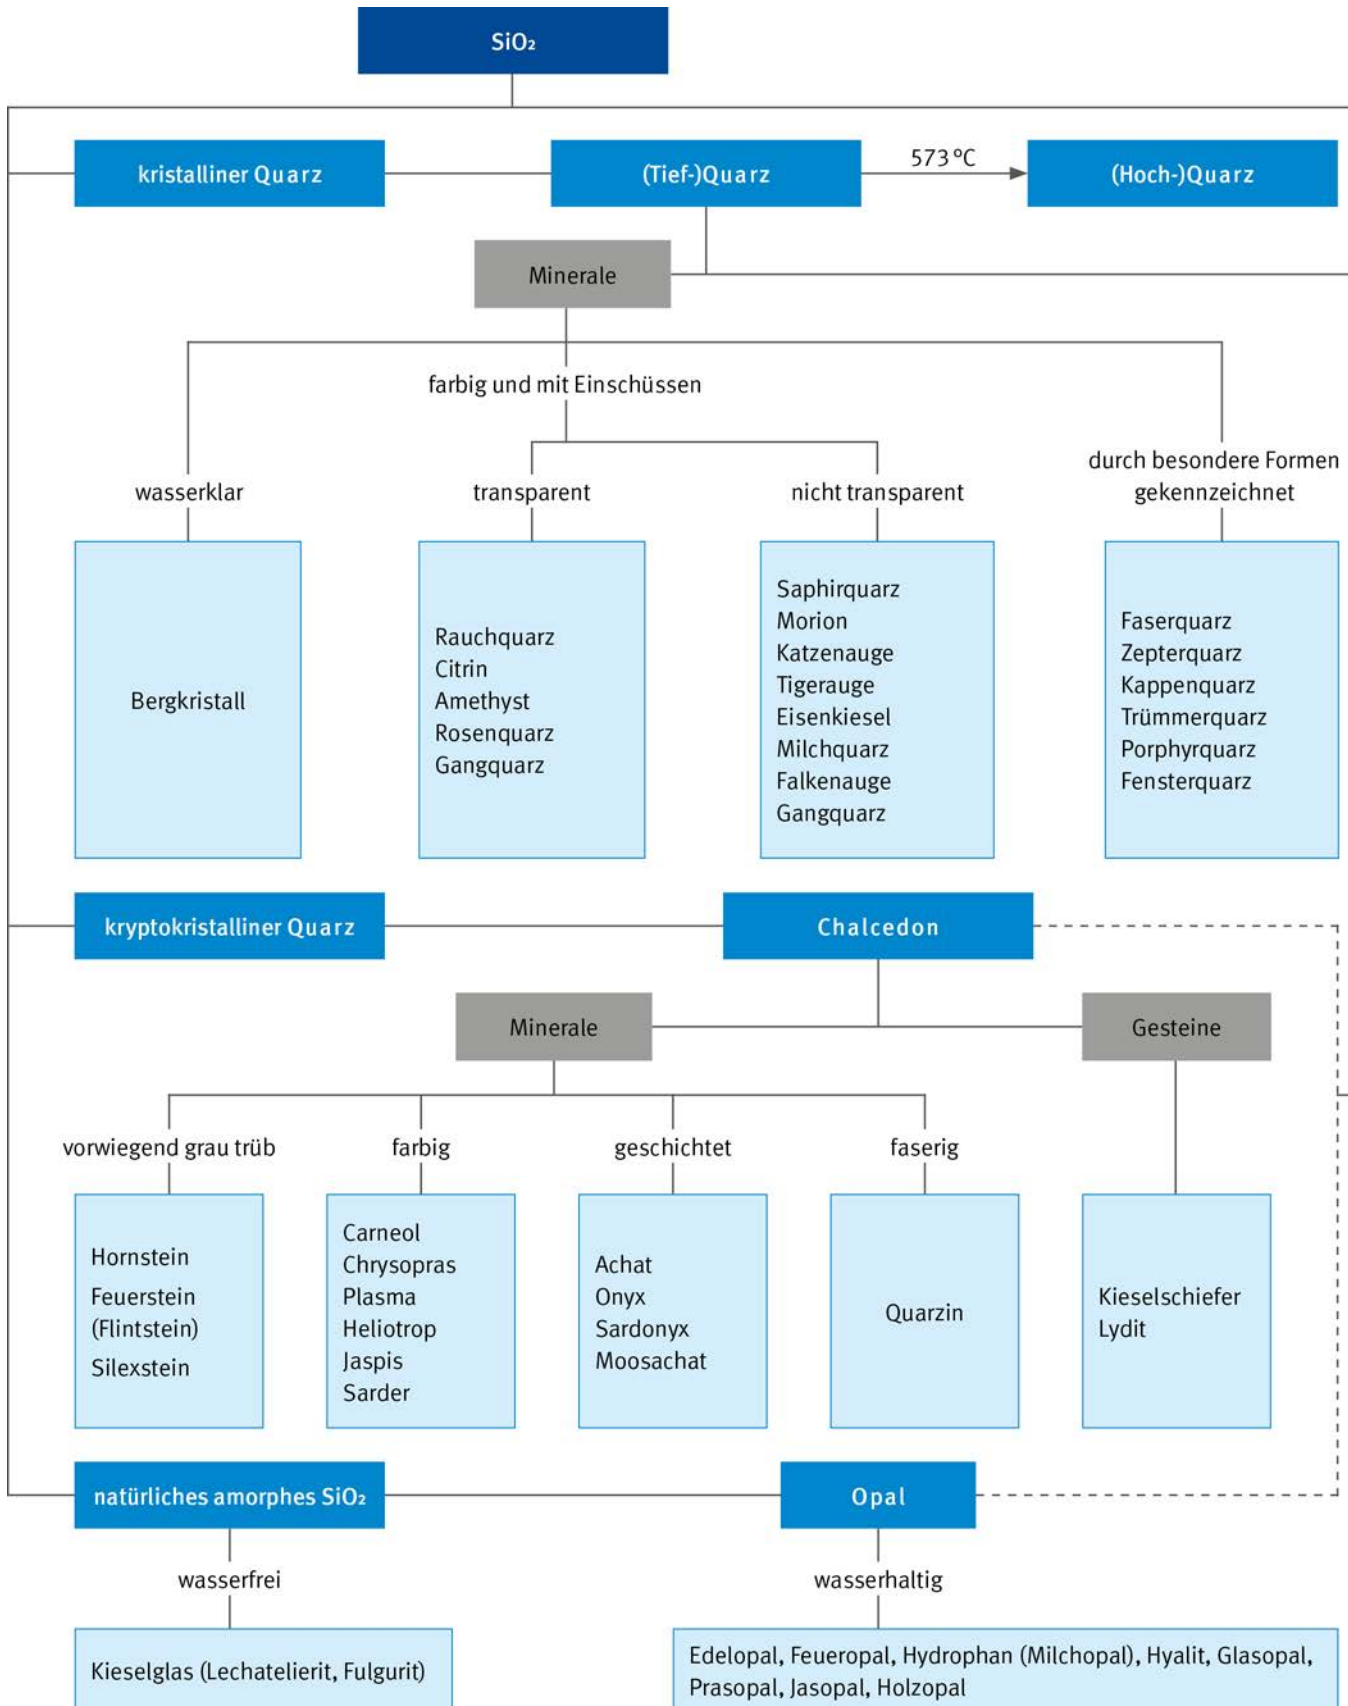 SiO₂
kristalliner Quarz
(Tief-)Quarz
573 °C
(Hoch-)Quarz
Minerale
farbig und mit Einschüssen
wasserklar
transparent
nicht transparent
durch besondere Formen
gekennzeichnet
Bergkristall
Rauchquarz
Citrin
Amethyst
Rosenquarz
Gangquarz
Saphirquarz
Morion
Katzenauge
Tigerauge
Eisenkiesel
Milchquarz
Falkenauge
Gangquarz
Faserquarz
Zepterquarz
Kappenquarz
Trümmerquarz
Porphyrquarz
Fensterquarz
kryptokristalliner Quarz
Chalcedon
Minerale
Gesteine
vorwiegend grau trüb
farbig
geschichtet
faserig
Hornstein
Feuerstein
(Flintstein)
Silexstein
Carneol
Chrysopras
Plasma
Heliotrop
Jaspis
Sarder
Achat
Onyx
Sardonyx
Moosachat
Quarzin
Kieselschiefer
Lydit
natürliches amorphes SiO₂
Opal
wasserfrei
wasserhaltig
Kieselglas (Lechatelierit, Fulgurit)
Edelopal, Feueropal, Hydrophan (Milchopal), Hyalit, Glasopal,
Prasopal, Jasopal, Holzopal